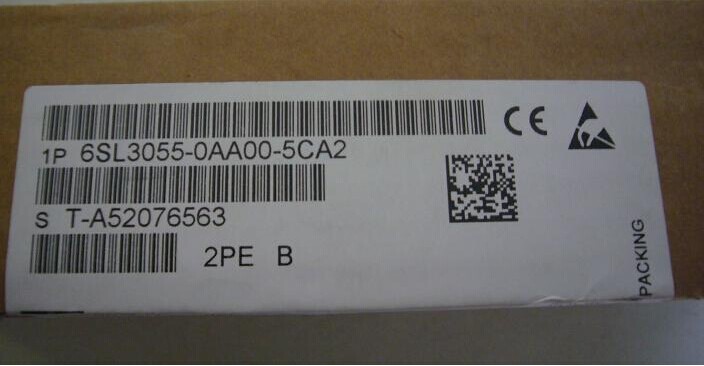 CE
1P 6SL3055-0AA00-5CA2
S T-A52076563
2PE B
PACKING